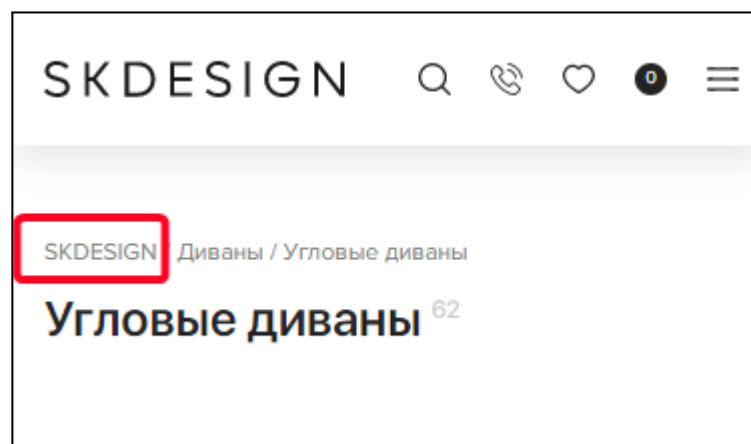 SKDESIGN 0
SKDESIGN / Диваны / Угловые диваны
Угловые диваны 62